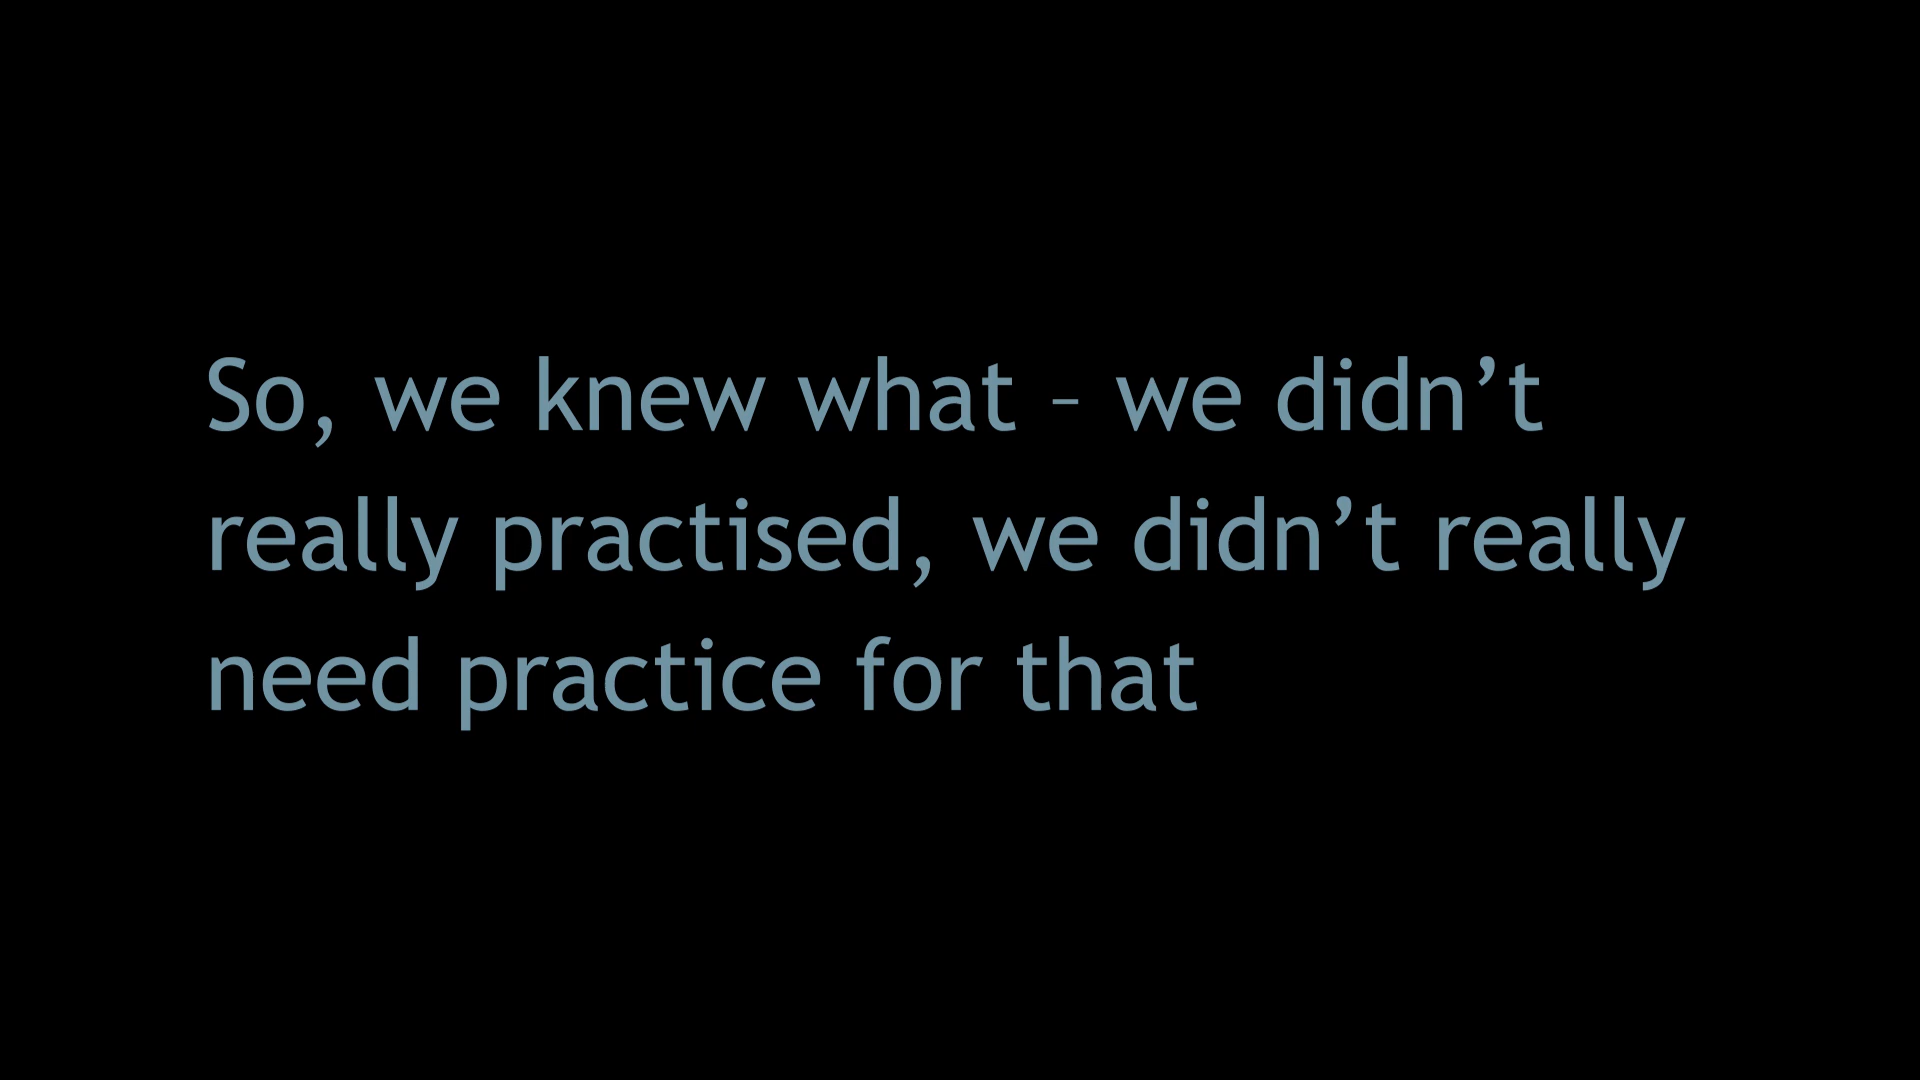 So, we knew what – we didn’t
really practised, we didn’t really
need practice for that